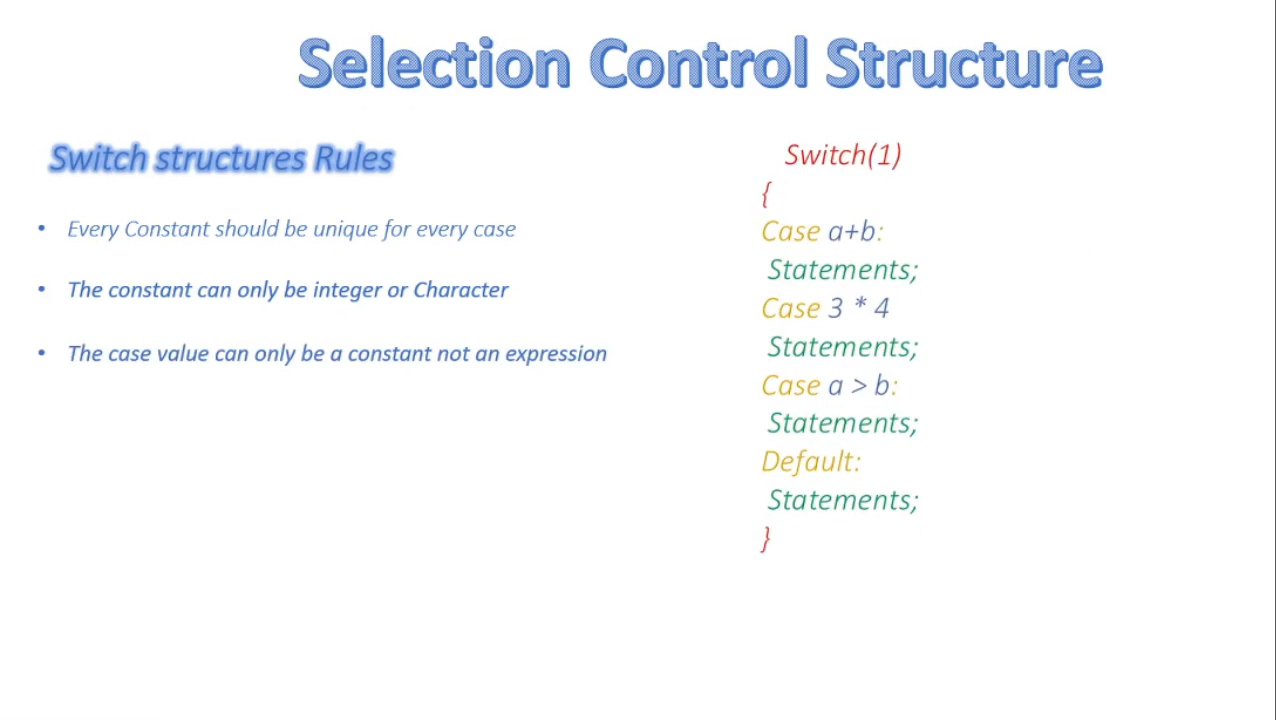 Selection Control Structure
Switch structures Rules
• Every Constant should be unique for every case
• The constant can only be integer or Character
• The case value can only be a constant not an expression
Switch(1)
{
Case a+b:
Statements;
Case 3 * 4
Statements;
Case a > b:
Statements;
Default:
Statements;
}